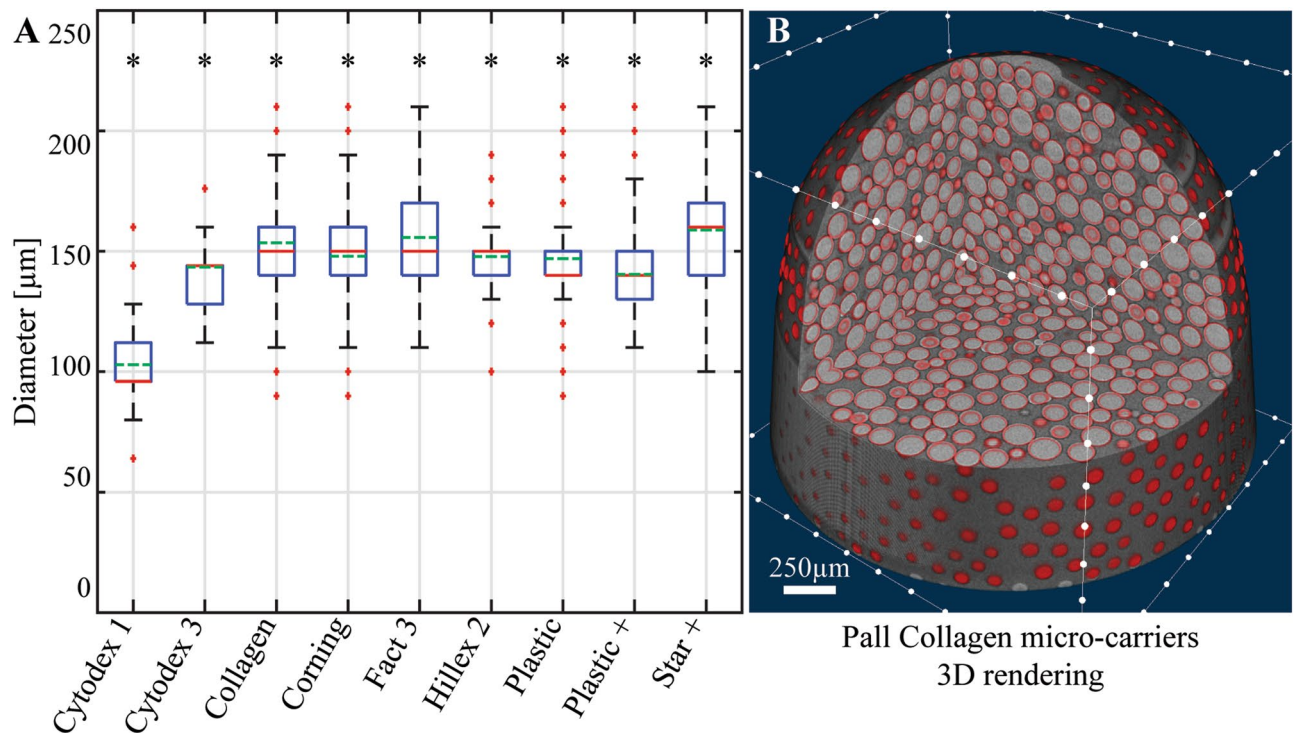 A
250
* * * * * * * * *
200
150
100
50
0
Diameter [µm]
Cytodex 1
Cytodex 3
Collagen
Corning
Fact 3
Hillex 2
Plastic
Plastic +
Star +
B
250µm
Pall Collagen micro-carriers
3D rendering